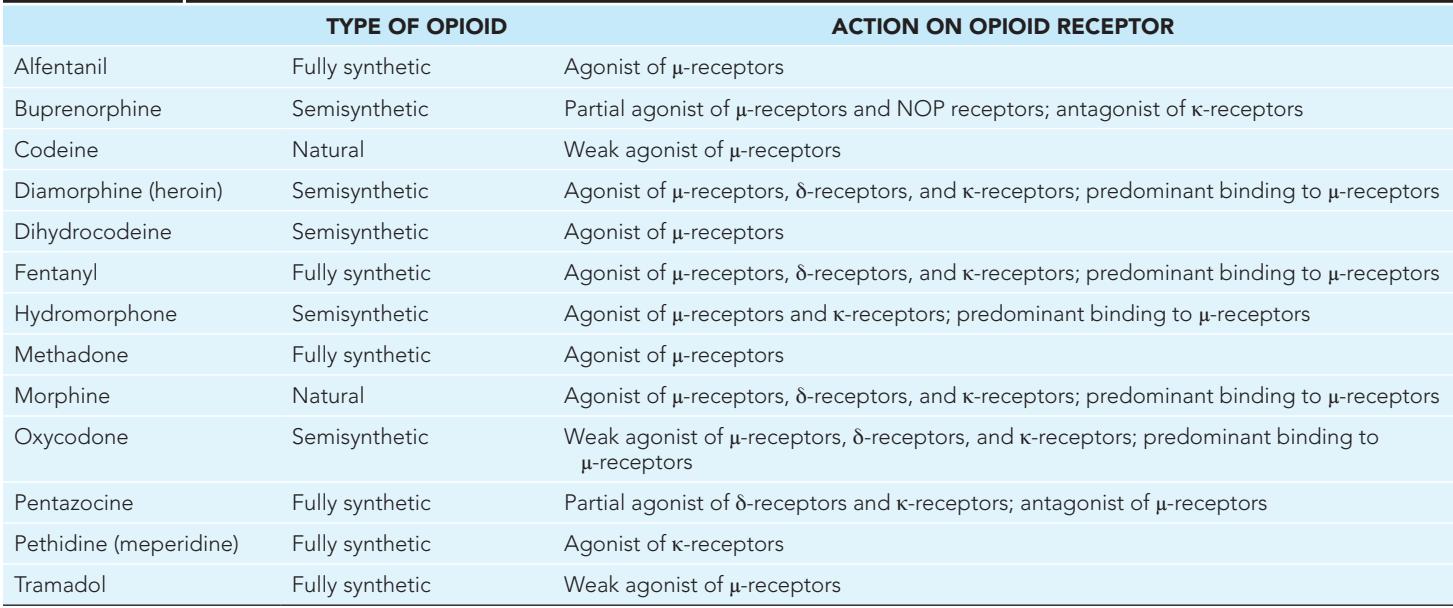 TYPE OF OPIOID ACTION ON OPIOID RECEPTOR
Alfentanil Fully synthetic Agonist of μ-receptors
Buprenorphine Semisynthetic Partial agonist of μ-receptors and NOP receptors; antagonist of κ-receptors
Codeine Natural Weak agonist of μ-receptors
Diamorphine (heroin) Semisynthetic Agonist of μ-receptors, δ-receptors, and κ-receptors; predominant binding to μ-receptors
Dihydrocodeine Semisynthetic Agonist of μ-receptors
Fentanyl Fully synthetic Agonist of μ-receptors, δ-receptors, and κ-receptors; predominant binding to μ-receptors
Hydromorphone Semisynthetic Agonist of μ-receptors and κ-receptors; predominant binding to μ-receptors
Methadone Fully synthetic Agonist of μ-receptors
Morphine Natural Agonist of μ-receptors, δ-receptors, and κ-receptors; predominant binding to μ-receptors
Oxycodone Semisynthetic Weak agonist of μ-receptors, δ-receptors, and κ-receptors; predominant binding to
μ-receptors
Pentazocine Fully synthetic Partial agonist of δ-receptors and κ-receptors; antagonist of μ-receptors
Pethidine (meperidine) Fully synthetic Agonist of κ-receptors
Tramadol Fully synthetic Weak agonist of μ-receptors